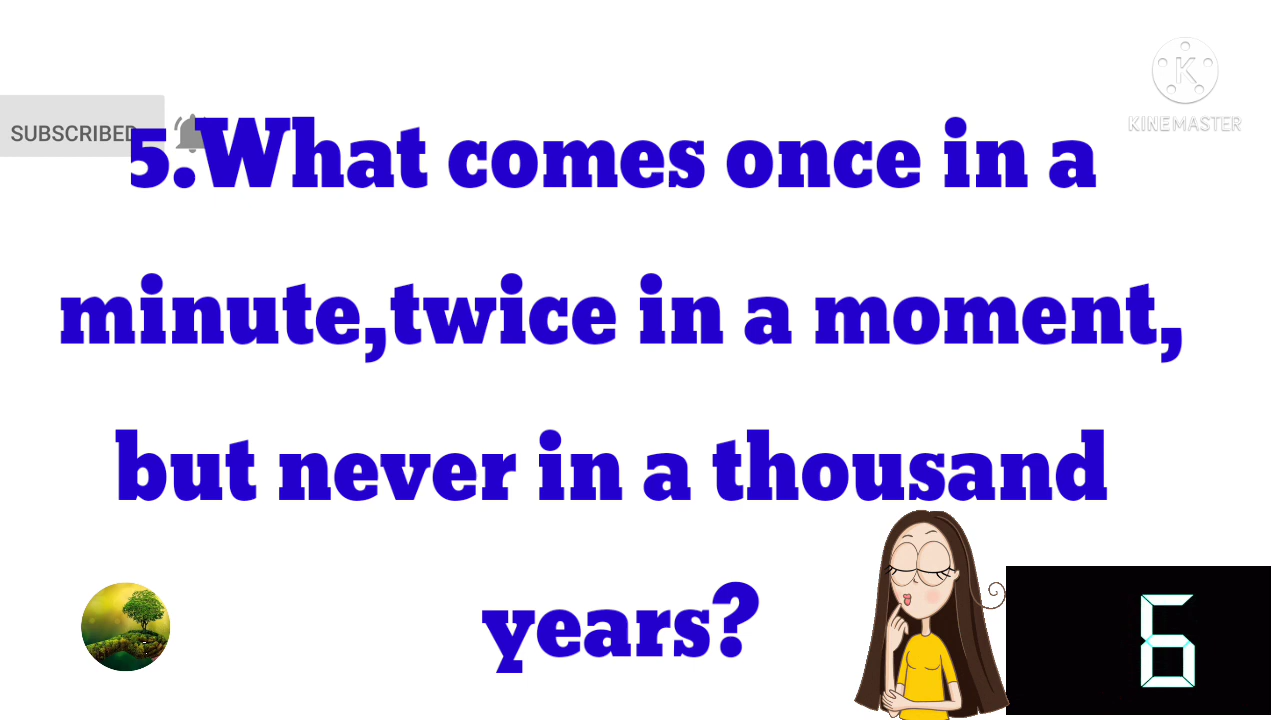 KINEMASTER
SUBSCRIBED
5.What comes once in a
minute,twice in a moment,
but never in a thousand
years?
6